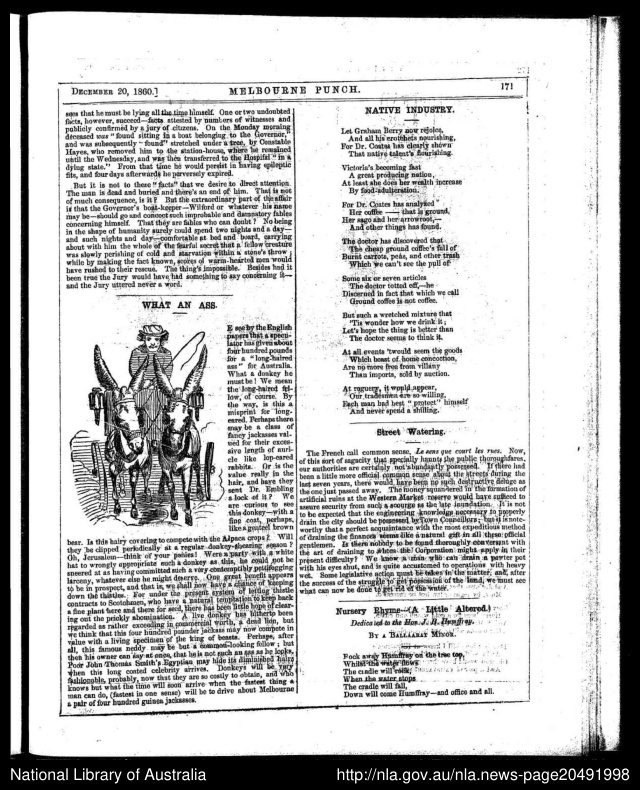 DECEMBER 20, 1860.]
MELBOURNE PUNCH.
171
sees that he must be lying all the time himself. One or two undoubted
facts, however, succeed—facts attested by numbers of witnesses and
publicly confirmed by a jury of citizens. On the Monday morning
deceased was "found sitting in a boat belonging to the Governor,"
and was subsequently "found" stretched under a tree, by Constable
Hayes, who removed him to the station-house, where he remained
until the Wednesday, and was then transferred to the Hospital "in a
dying state." From that time he would persist in having epileptic
fits, and four days afterwards he perversely expired.
But it is not to these "facts" that we desire to direct attention.
The man is dead and buried and there's an end of him. That is not
of much consequence, is it? But the extraordinary part of the affair
is that the Governor's boat-keeper—Wilford or whatever his name
may be—should go and concoct such improbable and damatory fables
concerning himself. That they are fables who can doubt? No being
in the shape of humanity surely could spend two nights and a day—
and such nights and day—comfortable at bed and board, carrying
about with him the whole of the fearful secret that a fellow creature
was slowly perishing of cold and starvation within a stone's throw;
while by making the fact known, scores of warm-hearted men would
have rushed to their rescue. The thing's impossible. Besides had it
been true the Jury would have had something to say concerning it—
and the Jury uttered never a word.
WHAT AN ASS.
E see by the English
papers that a specu-
lator has given about
four hundred pounds
for a "long-haired
ass" for Australia.
What a donkey he
must be! We mean
the long-haired fel-
low, of course. By
the way, is this a
misprint for long-
eared. Perhaps there
may be a class of
fancy jackasses val-
ued for their exces-
sive length of auri-
cle like lop-eared
rabbits. Or is the
value really in the
hair, and have they
sent Dr. Embling
a lock of it? We
are curious to see
this donkey—with a
fine coat, perhaps,
like a gentoo brown
bear. Is this hairy covering to compete with the Alpaca crops? Will
they be clipped periodically at a regular donkey-shearing season?
Oh, Jerusalem—think of your ponies! Were a party with a white
hat to wrongly appropriate such a donkey as this, he could not be
sneered at as having committed such a very contemptibly pettifogging
larceny, whatever else he might deserve. One great benefit appears
to be in prospect, and that is, we shall now have a chance of keeping
down the thistles. For under the present system of letting thistle
contracts to Scotchmen, who have a natural temptation to keep back
a fine plant here and there for seed, there has been little hope of clear-
ing out the prickly abomination. A live donkey has hitherto been
regarded as rather exceeding in commercial worth, a dead lion, but
we think that this four hundred pounder jackass may now compete in
value with a living specimen of the king of beasts. Perhaps, after
all, this famous neddy may be but a common-looking fellow; but
then his owner can say at once, that he is not such an ass as he looks,
Poor John Thomas Smith's Egyptian may hide its diminished hairs
when this long coated celebrity arrives. Donkeys will be very
fashionable, probably, now that they are so costly to obtain, and who
knows but what the time will soon arrive when the fastest thing a
man can do, (fastest in one sense) will be to drive about Melbourne
a pair of four hundred guinea jackasses.
NATIVE INDUSTRY.
Let Graham Berry now rejoice,
And all his crotchets nourishing,
For Dr. Coates has clearly shown
That native talent's flourishing.
Victoria's becoming fast
A great producing nation,
At least she does her wealth increase
By food-adulteration.
For Dr. Coates has analyzed
Her coffee —— that is ground,
Her sago and her arrowroot,—
And other things has found.
The doctor has discovered that
The cheap ground coffee's full of
Burnt carrots, peas, and other trash
Which we can't see the pull of.
Some six or seven articles
The doctor totted off,—he
Discerned in fact that which we call
Ground coffee is not coffee.
But such a wretched mixture that
'Tis wonder how we drink it;
Let's hope the thing is better than
The doctor seems to think it.
At all events 'twould seem the goods
Which boast of home concoction,
Are no more free from villany
Than imports, sold by auction.
At roguery, it would appear,
Our tradesmen are so willing,
Each man had best "protect" himself
And never spend a shilling.
Street Watering.
The French call common sense, Le sens que court les rues. Now,
of this sort of sagacity that specially haunts the public thoroughfares,
our authorities are certainly not abundantly possessed. If there had
been a little more official common sense about the streets during the
last seven years, there would have been no such destructive deluge as
the one just passed away. The money squandered in the formation of
artificial ruins at the Western Market reserve would have sufficed to
assure security from such a scourge as the late inundation. It is not
to be expected that the engineering knowledge necessary to properly
drain the city should be possessed by Town Councillors; but it is note-
worthy that a perfect acquaintance with the most expeditious method
of draining the finances seems like a natural gift in all these official
gentlemen. Is there nobody to be found thoroughly conversant with
the art of draining to whom the Corporation might apply in their
present difficulty? We know a man who can drain a porter pot
with his eyes shut, and is quite accustomed to operations with heavy
wet. Some legislative action must be taken in the matter, and, after
the success of the struggle to get possession of the land, we must see
what can now be done to get rid of the water.
Nursery Rhyme—(A Little Altered.)
Dedicated to the Hon. J. B. Humffray.
BY A BALLAARAT MINOR.
Rock away Humffray on the tree top,
Whilst the water flows
The cradle will rock,
When the water stops
The cradle will fall,
Down will come Humffray—and office and all.
National Library of Australia
http://nla.gov.au/nla.news-page20491998